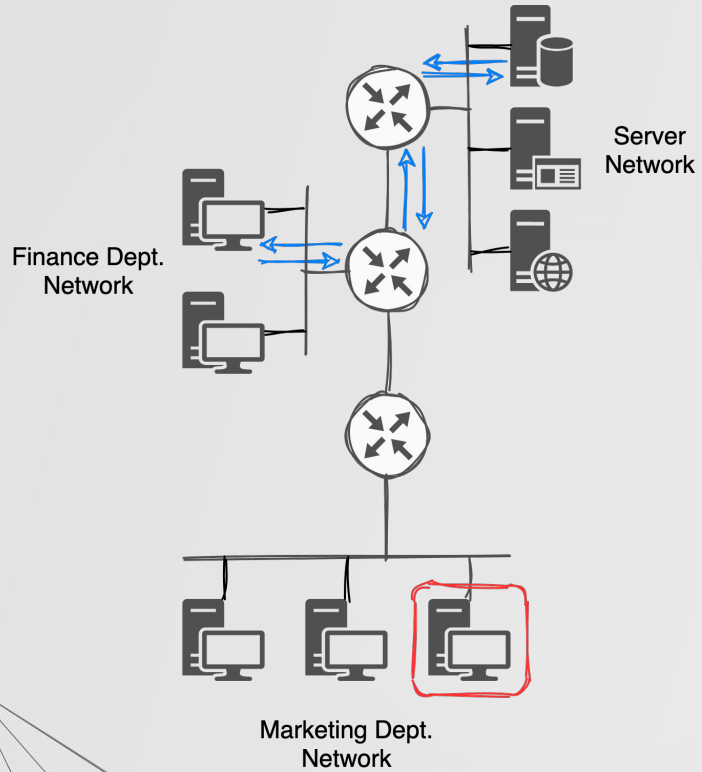 Server
Network
Finance Dept.
Network
Marketing Dept.
Network